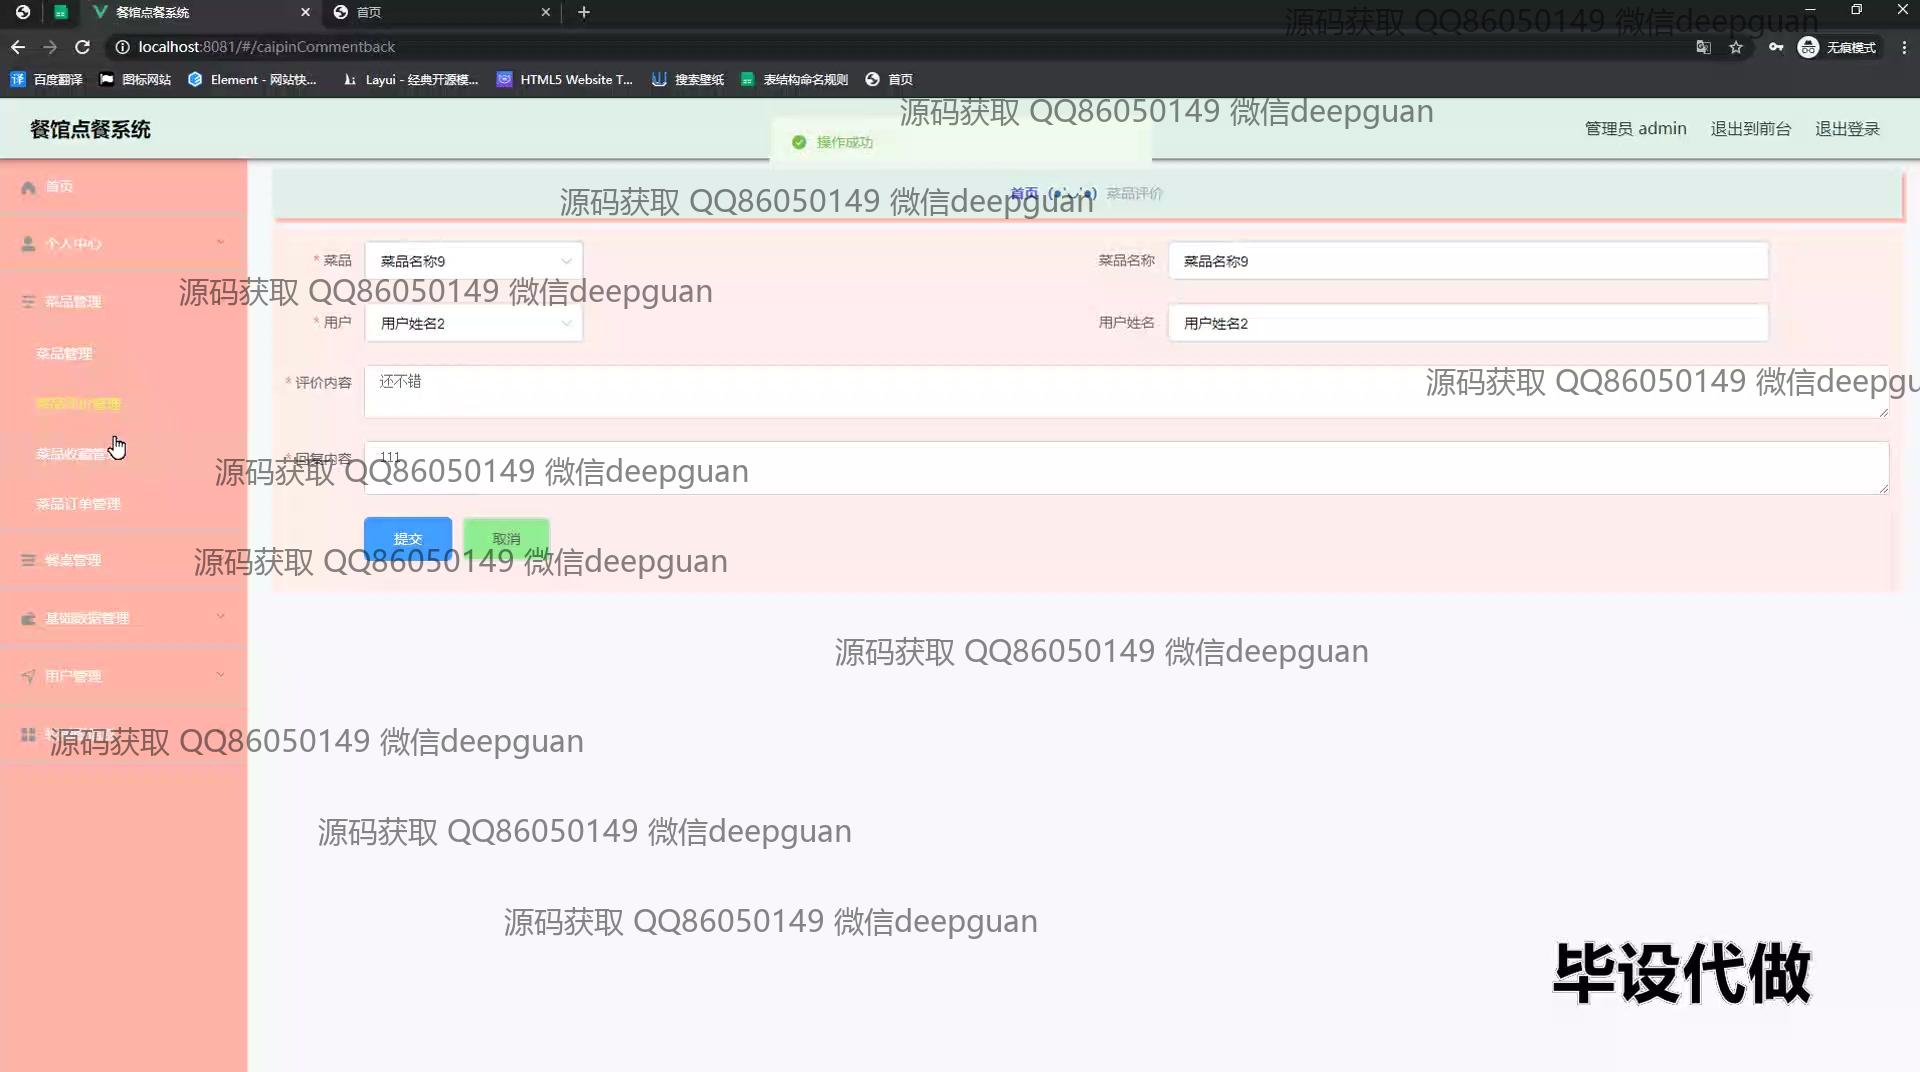 餐馆点餐系统
首页
源码获取 QQ86050149 微信deepguan
localhost:8081/#/caipinCommentback
无痕模式
百度翻译
图标网站
Element - 网站快...
Layui - 经典开源模...
HTML5 Website T...
搜索壁纸
表结构命名规则
首页
源码获取 QQ86050149 微信deepguan
餐馆点餐系统
操作成功
管理员 admin
退出到前台
退出登录
首页
菜品评价
源码获取 QQ86050149 微信deepguan
首页
个人中心
菜品管理
菜品管理
菜品评价管理
菜品订单管理
餐桌管理
基础数据管理
用户管理
* 菜品
菜品名称9
菜品名称
菜品名称9
源码获取 QQ86050149 微信deepguan
* 用户
用户姓名2
用户姓名
用户姓名2
* 评价内容
还不错
源码获取 QQ86050149 微信deepgu
* 回复内容
111
源码获取 QQ86050149 微信deepguan
提交
取消
源码获取 QQ86050149 微信deepguan
源码获取 QQ86050149 微信deepguan
源码获取 QQ86050149 微信deepguan
源码获取 QQ86050149 微信deepguan
源码获取 QQ86050149 微信deepguan
毕设代做